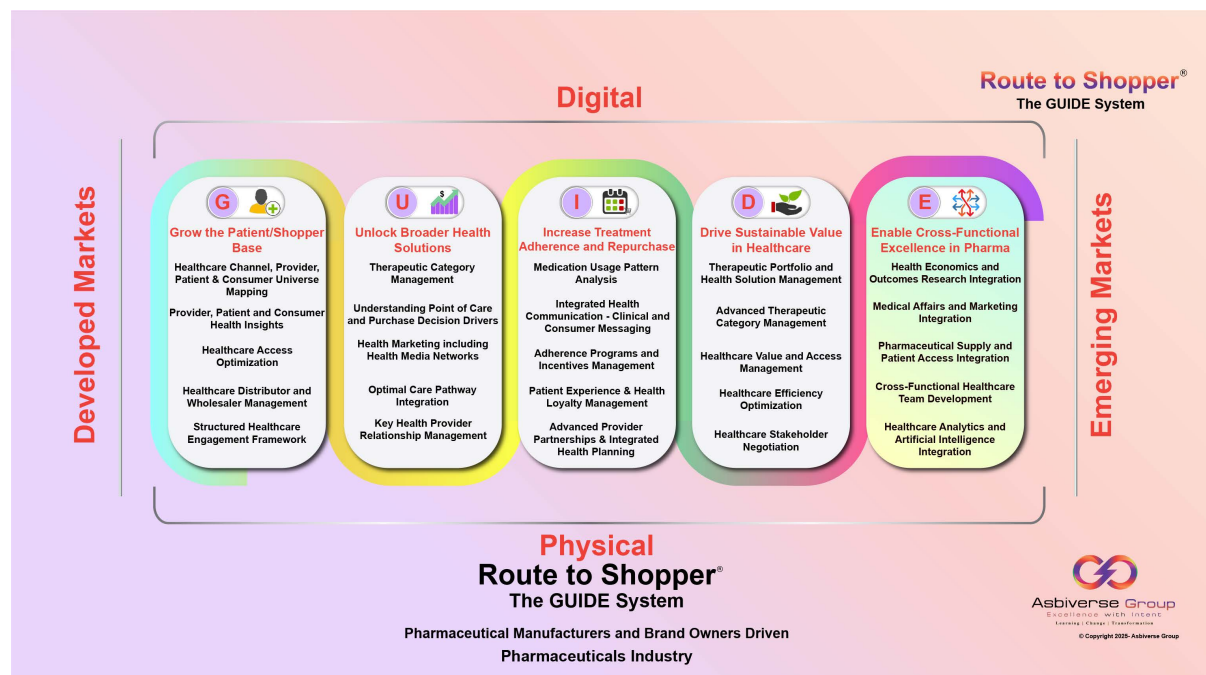 Digital
Route to Shopper®
The GUIDE System
Developed Markets
Emerging Markets
G
Grow the Patient/Shopper
Base
Healthcare Channel, Provider,
Patient & Consumer Universe
Mapping
Provider, Patient and Consumer
Health Insights
Healthcare Access
Optimization
Healthcare Distributor and
Wholesaler Management
Structured Healthcare
Engagement Framework
U
$
Unlock Broader Health
Solutions
Therapeutic Category
Management
Understanding Point of Care
and Purchase Decision Drivers
Health Marketing including
Health Media Networks
Optimal Care Pathway
Integration
Key Health Provider
Relationship Management
I
Increase Treatment
Adherence and Repurchase
Medication Usage Pattern
Analysis
Integrated Health
Communication - Clinical and
Consumer Messaging
Adherence Programs and
Incentives Management
Patient Experience & Health
Loyalty Management
Advanced Provider
Partnerships & Integrated
Health Planning
D
Drive Sustainable Value
in Healthcare
Therapeutic Portfolio and
Health Solution Management
Advanced Therapeutic
Category Management
Healthcare Value and Access
Management
Healthcare Efficiency
Optimization
Healthcare Stakeholder
Negotiation
E
Enable Cross-Functional
Excellence in Pharma
Health Economics and
Outcomes Research Integration
Medical Affairs and Marketing
Integration
Pharmaceutical Supply and
Patient Access Integration
Cross-Functional Healthcare
Team Development
Healthcare Analytics and
Artificial Intelligence
Integration
Physical
Route to Shopper®
The GUIDE System
Pharmaceutical Manufacturers and Brand Owners Driven
Pharmaceuticals Industry
Asbiverse Group
Excellence with Intent
Learning | Change | Transformation
© Copyright 2025- Asbiverse Group